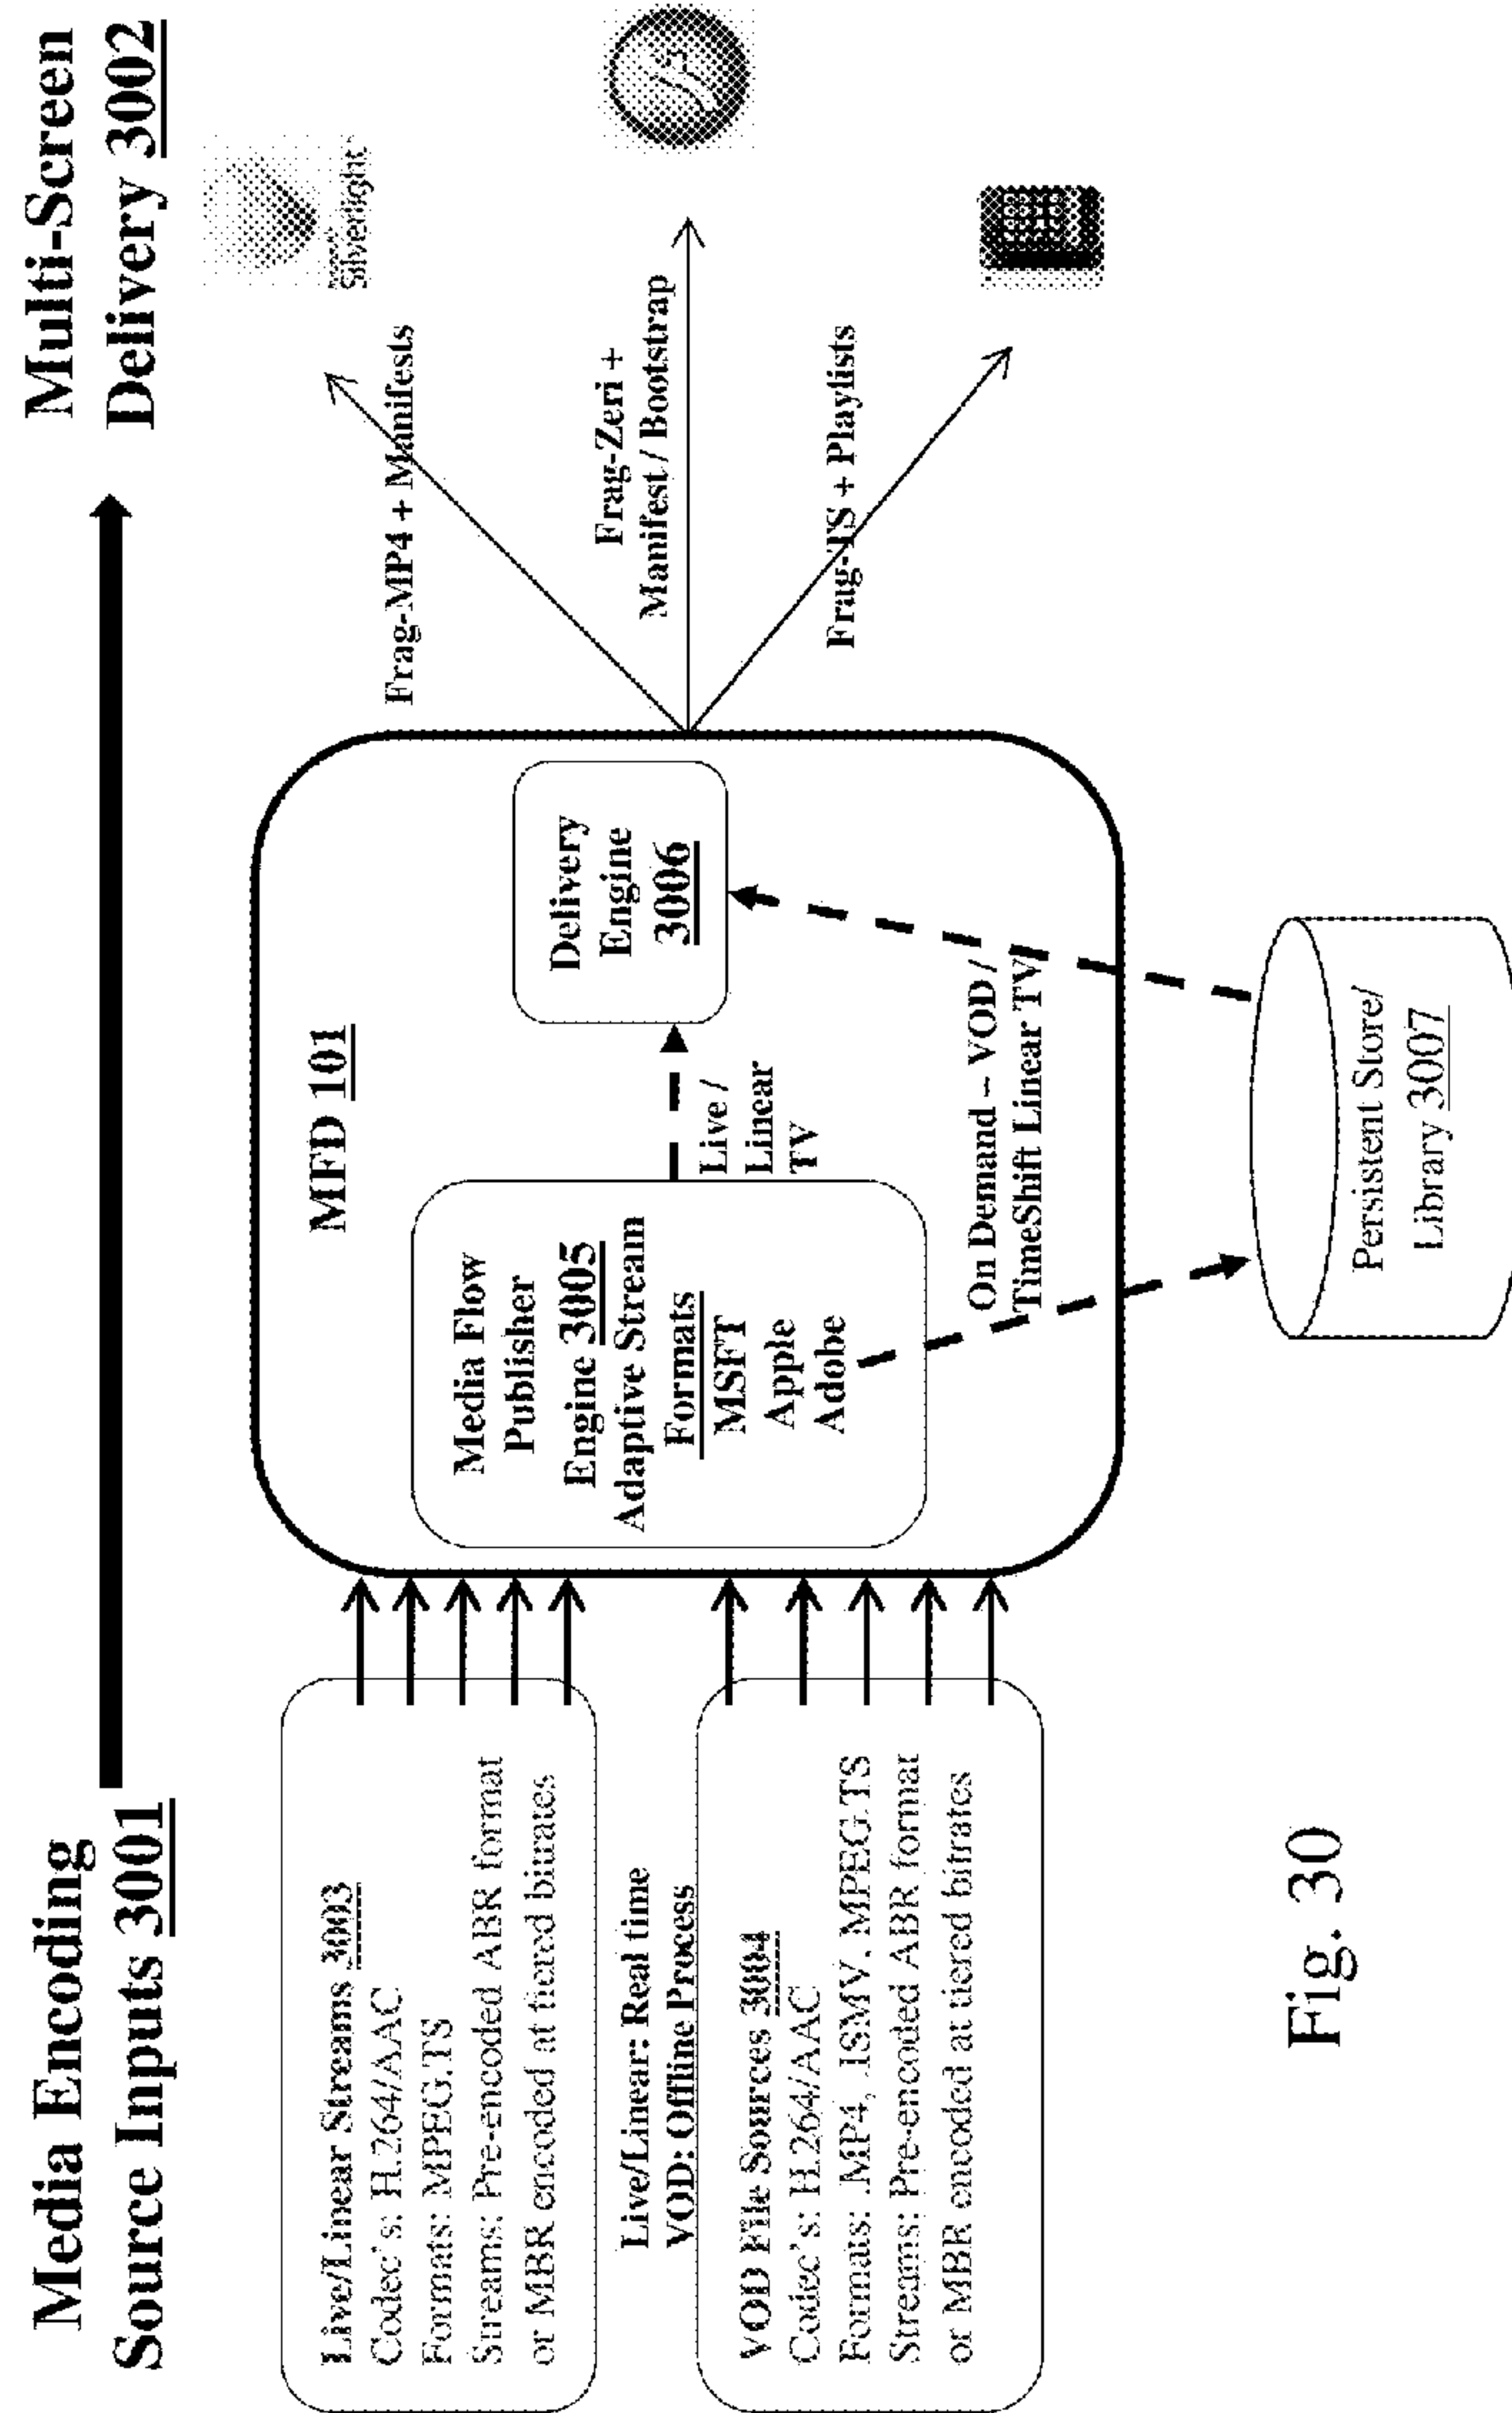 Media Encoding
Source Inputs 3001
Multi-Screen
Delivery 3002
Live/Linear Streams 3003
Codec's: H.264/AAC
Formats: MPEG.TS
Streams: Pre-encoded ABR format
or MBR encoded at tiered bitrates
Live/Linear: Real time
VOD: Offline Process
VOD File Sources 3004
Codec's: H.264/AAC
Formats: MP4, ISMV, MPEG.TS
Streams: Pre-encoded ABR format
or MBR encoded at tiered bitrates
MFD 101
Media Flow
Publisher
Engine 3005
Adaptive Stream
Formats
MSFT
Apple
Adobe
Live /
Linear
TV
Delivery
Engine
3006
On Demand – VOD /
TimeShift Linear TV
Persistent Store/
Library 3007
Frag-MP4 + Manifests
Frag-Zeri +
Manifest / Bootstrap
Frag-TS + Playlists
Silverlight
Fig. 30